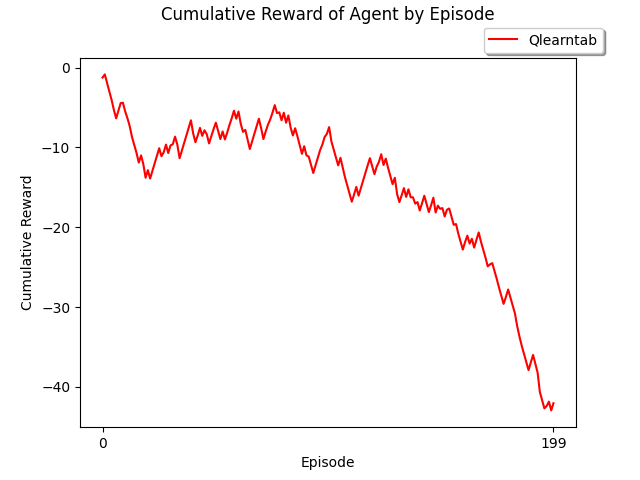 Cumulative Reward of Agent by Episode
Qlearntab
0
−10
−20
−30
−40
Cumulative Reward
0
199
Episode